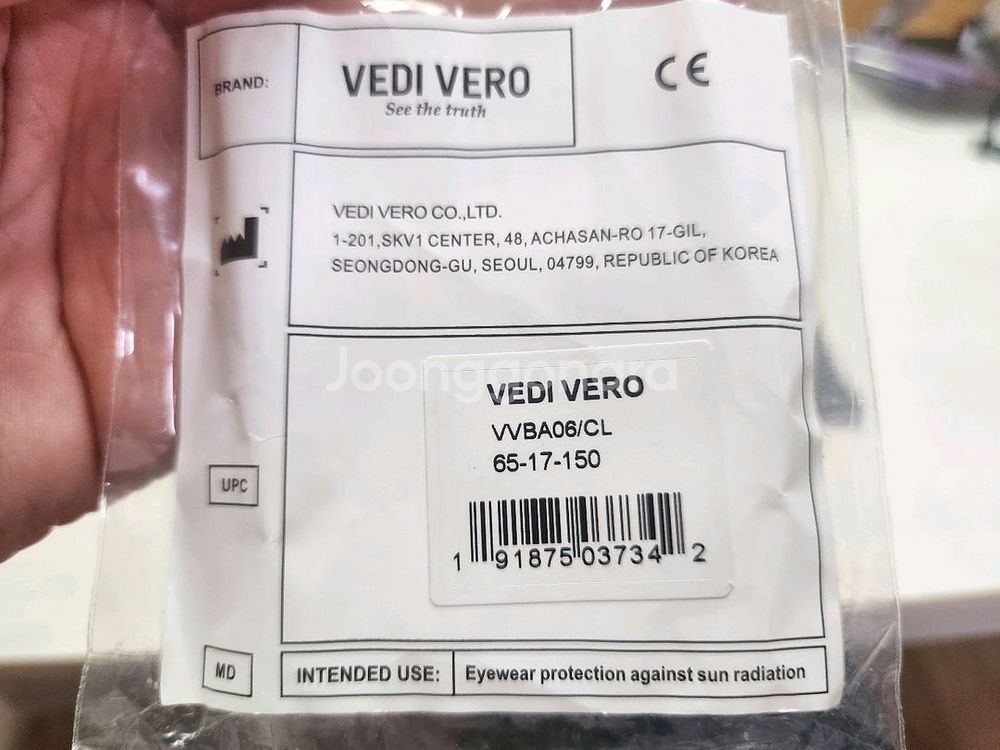 BRAND:
VEDI VERO
See the truth
CE
VEDI VERO CO.,LTD.
1-201,SKV1 CENTER, 48, ACHASAN-RO 17-GIL,
SEONGDONG-GU, SEOUL, 04799, REPUBLIC OF KOREA
Joonggonara
VEDI VERO
VVBA06/CL
65-17-150
UPC
1 91875 03734 2
MD
INTENDED USE: Eyewear protection against sun radiation